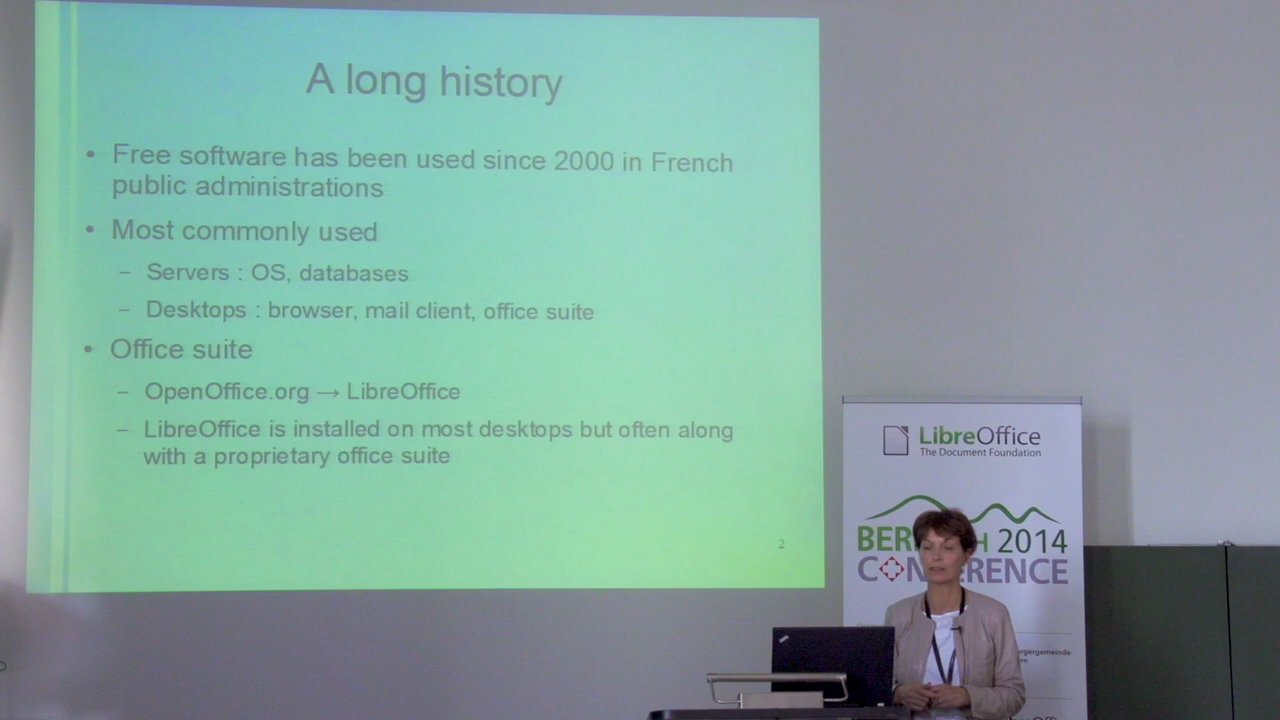 A long history
• Free software has been used since 2000 in French
public administrations
• Most commonly used
– Servers : OS, databases
– Desktops : browser, mail client, office suite
• Office suite
– OpenOffice.org → LibreOffice
– LibreOffice is installed on most desktops but often along
with a proprietary office suite
2
LibreOffice
The Document Foundation
2014